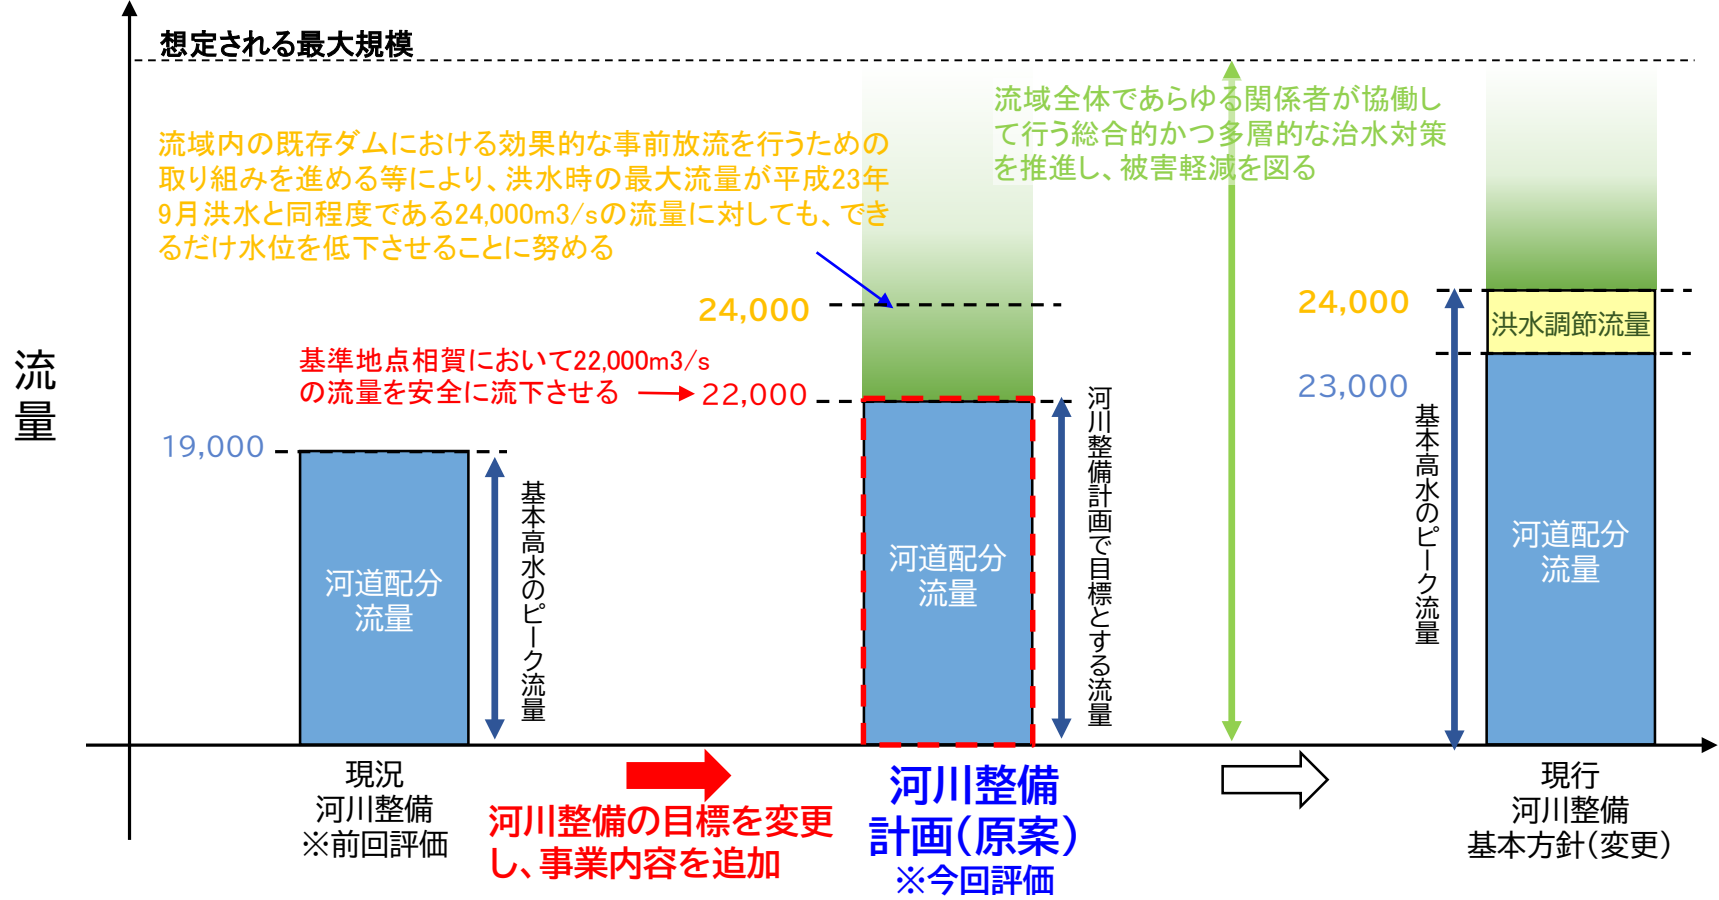 想定される最大規模
流域内の既存ダムにおける効果的な事前放流を行うための
取り組みを進める等により、洪水時の最大流量が平成23年
9月洪水と同程度である24,000m3/sの流量に対しても、でき
るだけ水位を低下させることに努める
流域全体であらゆる関係者が協働し
て行う総合的かつ多層的な治水対策
を推進し、被害軽減を図る
24,000
24,000
洪水調節流量
基準地点相賀において22,000m3/s
の流量を安全に流下させる
22,000
23,000
流量
19,000
基本高水のピーク流量
河川整備計画で目標とする流量
基本高水のピーク流量
河道配分
流量
河道配分
流量
河道配分
流量
現況
河川整備
※前回評価
河川整備の目標を変更
し、事業内容を追加
河川整備
計画(原案)
※今回評価
現行
河川整備
基本方針(変更)